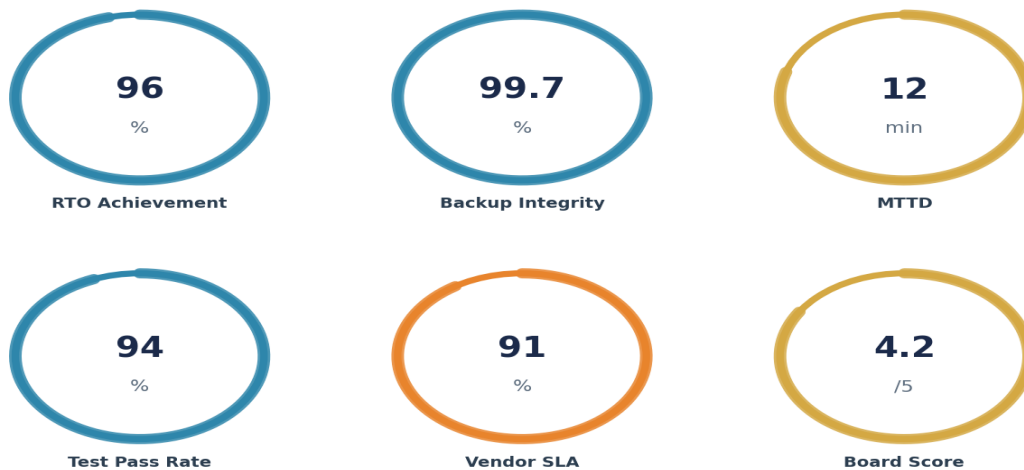 96
%
RTO Achievement
99.7
%
Backup Integrity
12
min
MTTD
94
%
Test Pass Rate
91
%
Vendor SLA
4.2
/5
Board Score